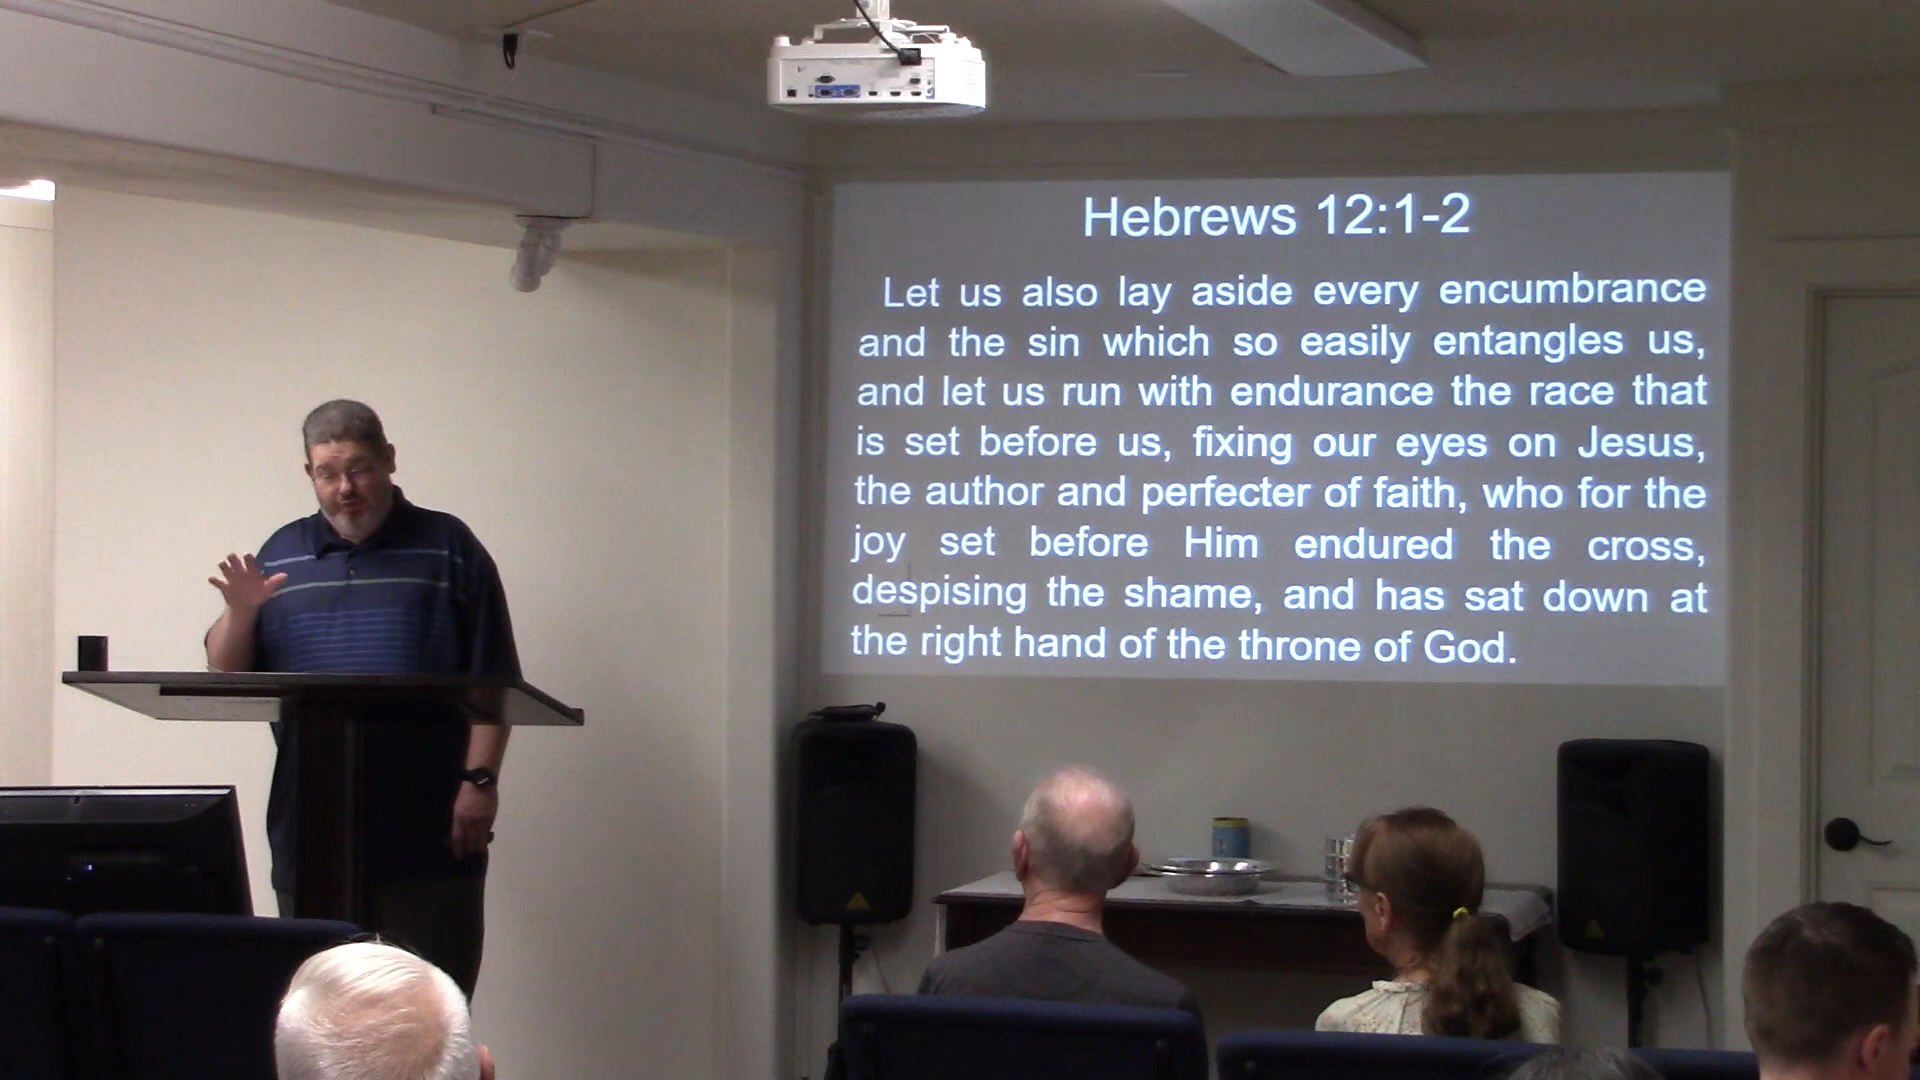 Hebrews 12:1-2
Let us also lay aside every encumbrance
and the sin which so easily entangles us,
and let us run with endurance the race that
is set before us, fixing our eyes on Jesus,
the author and perfecter of faith, who for the
joy set before Him endured the cross,
despising the shame, and has sat down at
the right hand of the throne of God.